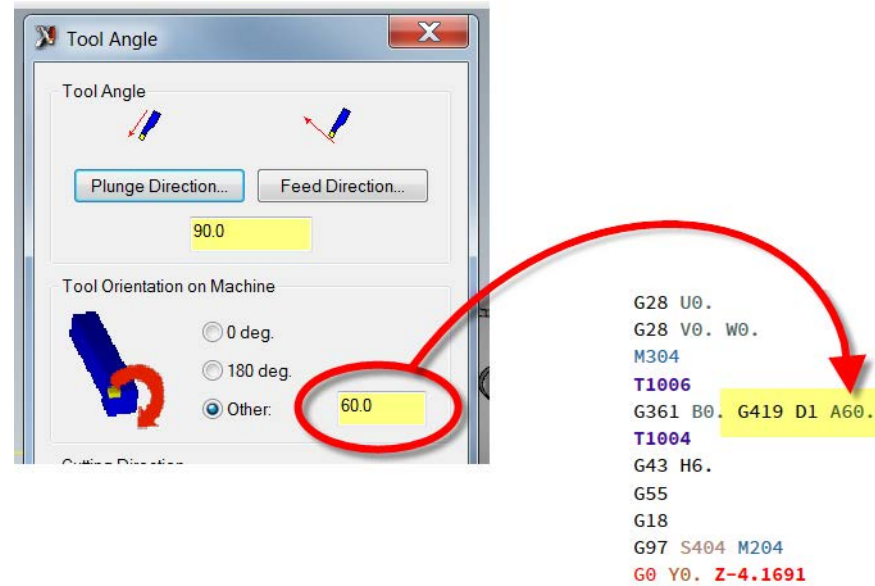 Tool Angle
Tool Angle
Plunge Direction...
Feed Direction...
90.0
Tool Orientation on Machine
0 deg.
180 deg.
Other:
60.0
Cutting Direction
G28 U0.
G28 V0. W0.
M304
T1006
G361 B0. G419 D1 A60.
T1004
G43 H6.
G55
G18
G97 S404 M204
G0 Y0. Z-4.1691